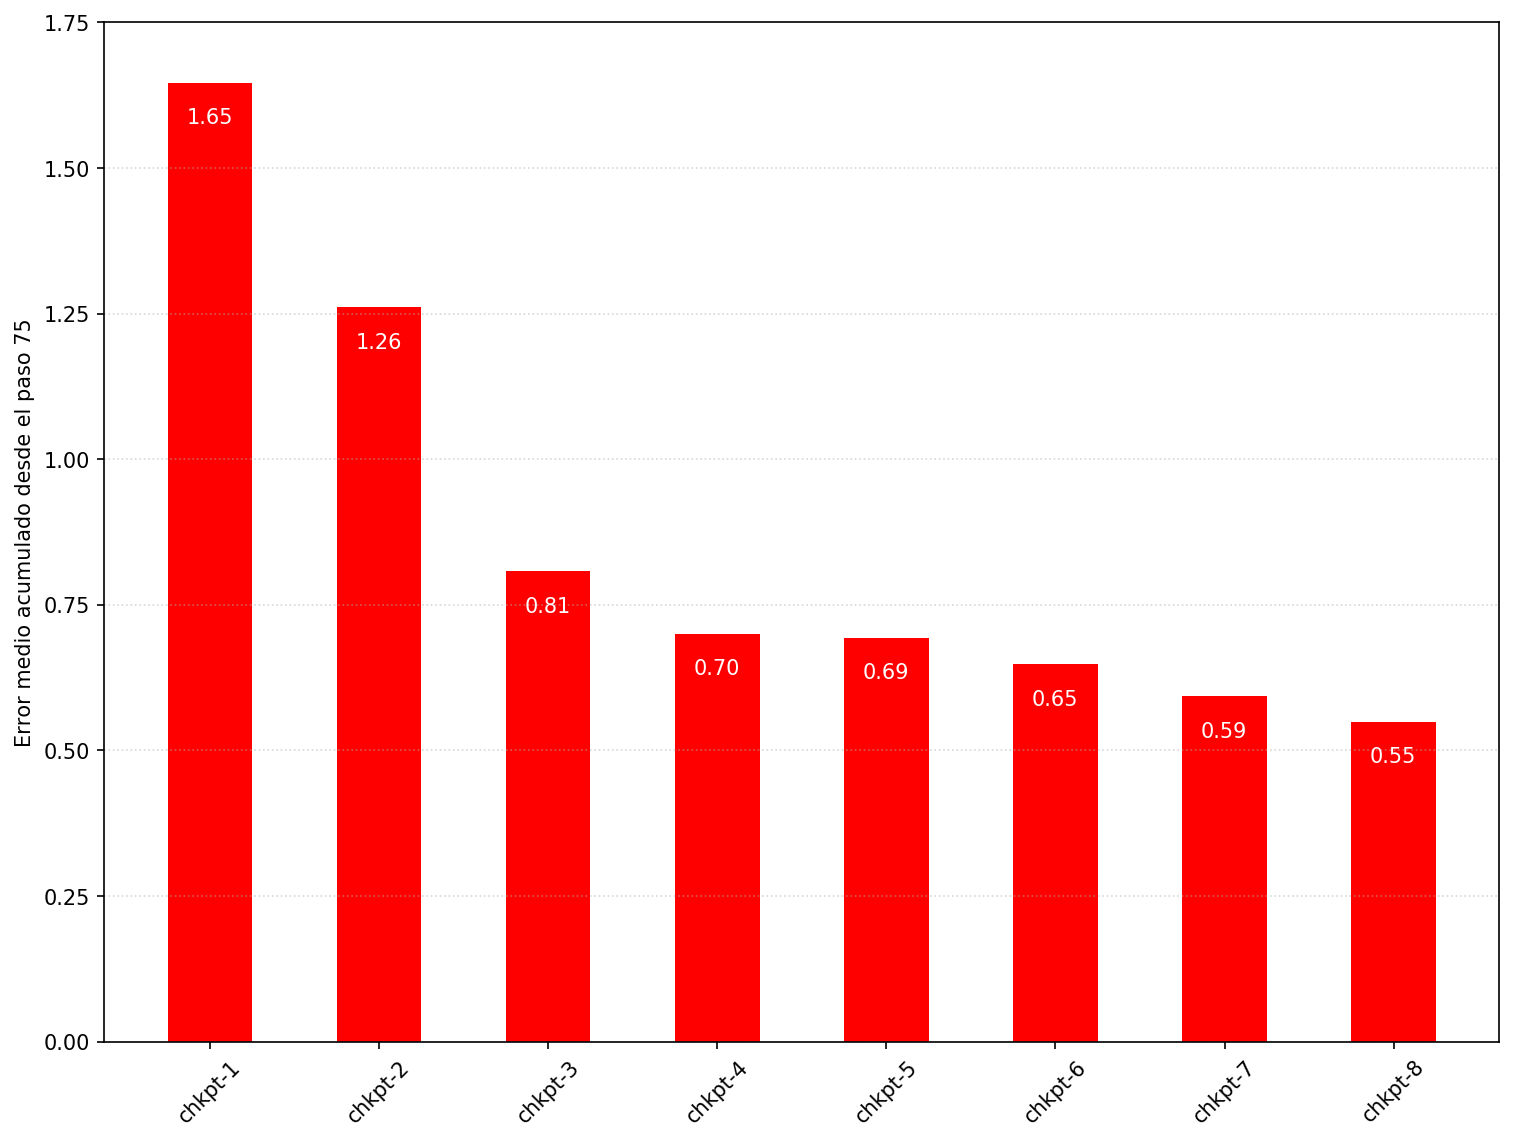 Error medio acumulado desde el paso 75
1.75
1.50
1.25
1.00
0.75
0.50
0.25
0.00
1.65
1.26
0.81
0.70
0.69
0.65
0.59
0.55
chkpt-1
chkpt-2
chkpt-3
chkpt-4
chkpt-5
chkpt-6
chkpt-7
chkpt-8